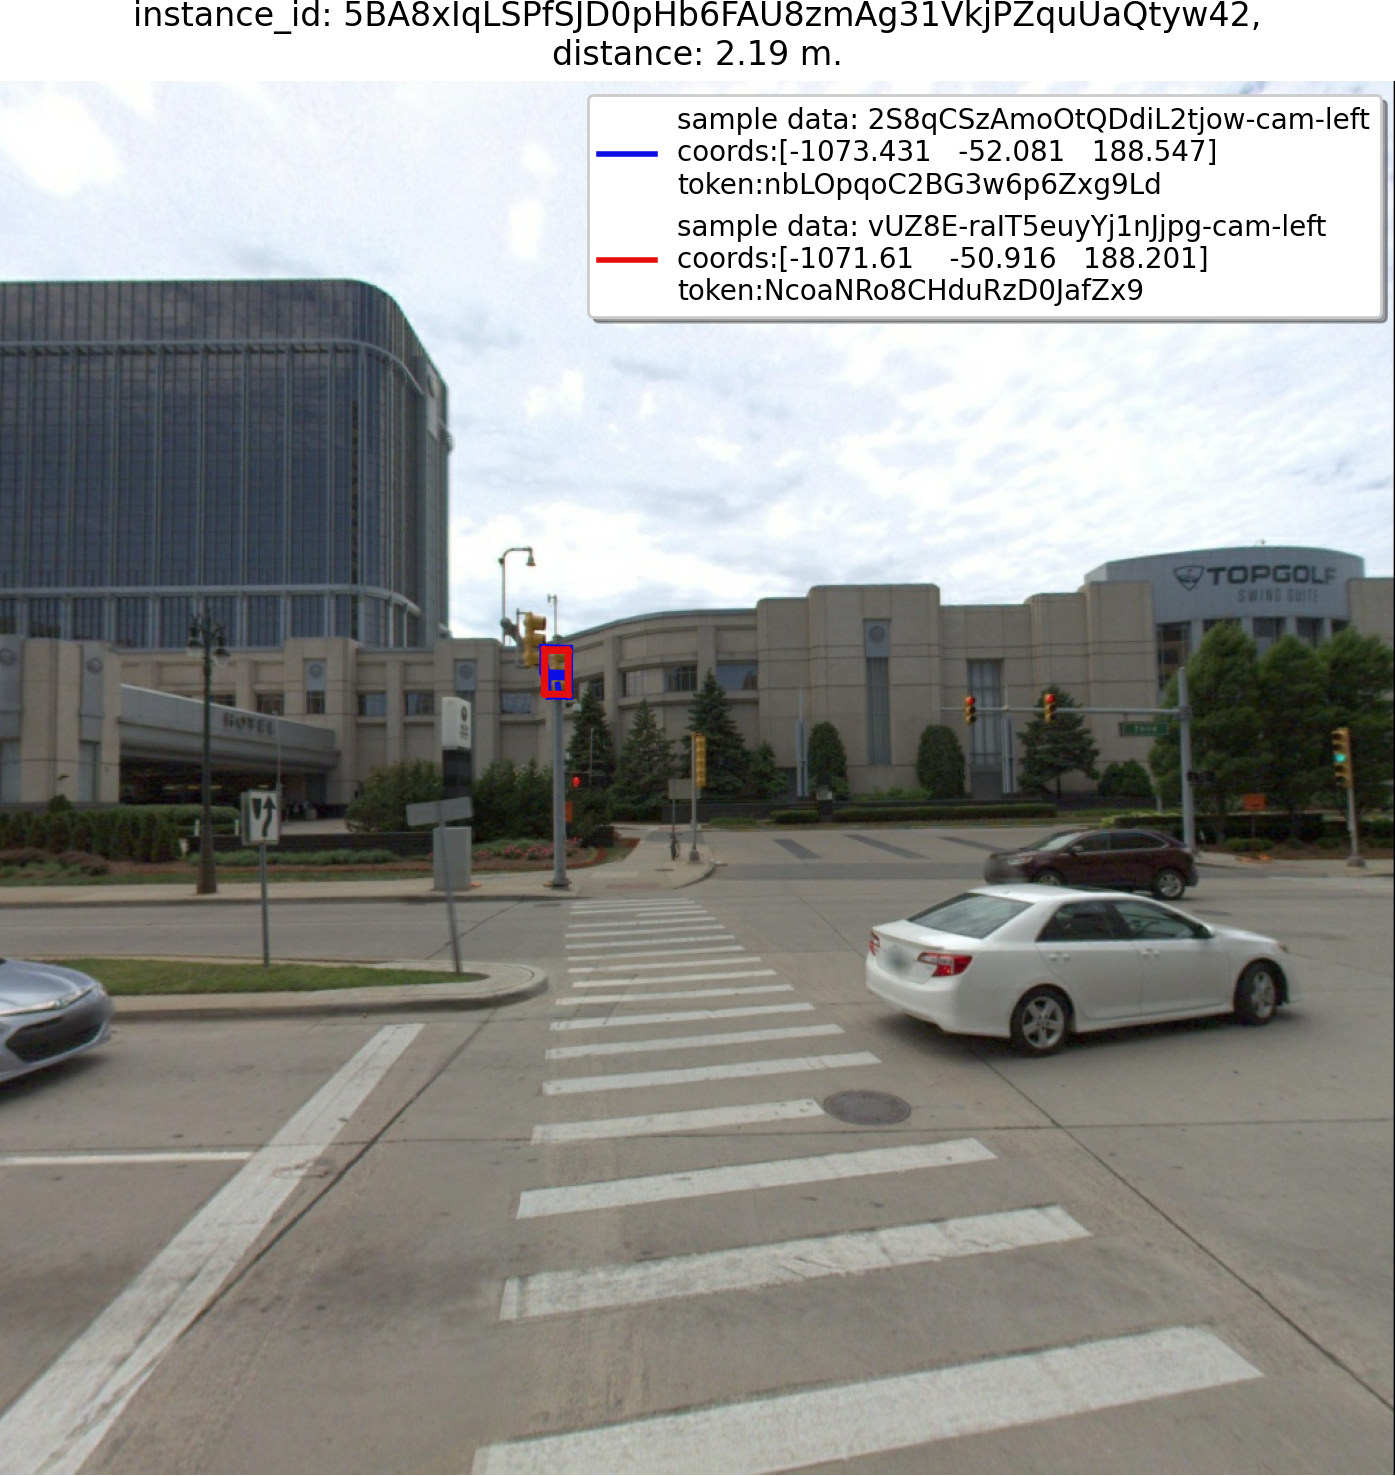 instance_id: 5BA8xIqLSPfSJD0pHb6FAU8zmAg31VkjPZquUaQtyw42,
distance: 2.19 m.
sample data: 2S8qCSzAmoOtQDdiL2tjow-cam-left
coords:[-1073.431 -52.081 188.547]
token:nbLOpqoC2BG3w6p6Zxg9Ld
sample data: vUZ8E-raIT5euyYj1nJjpg-cam-left
coords:[-1071.61 -50.916 188.201]
token:NcoaNRo8CHduRzD0JafZx9
TOPGOLF
SWING SUITE
HOTEL